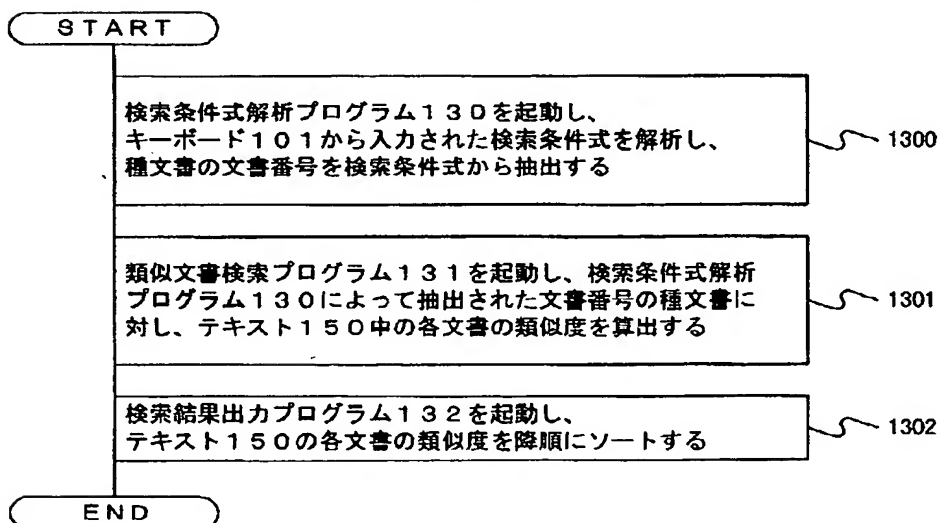 START
検索条件式解析プログラム130を起動し、
キーボード101から入力された検索条件式を解析し、
種文書の文書番号を検索条件式から抽出する
1300
類似文書検索プログラム131を起動し、検索条件式解析
プログラム130によって抽出された文書番号の種文書に
対し、テキスト150中の各文書の類似度を算出する
1301
検索結果出力プログラム132を起動し、
テキスト150の各文書の類似度を降順にソートする
1302
END